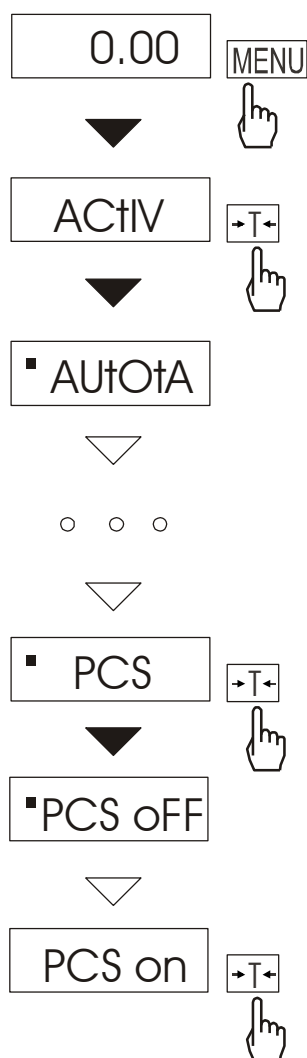 0.00 MENU
ACtIV →T←
AUtOtA
PCS →T←
PCS oFF
PCS on →T←